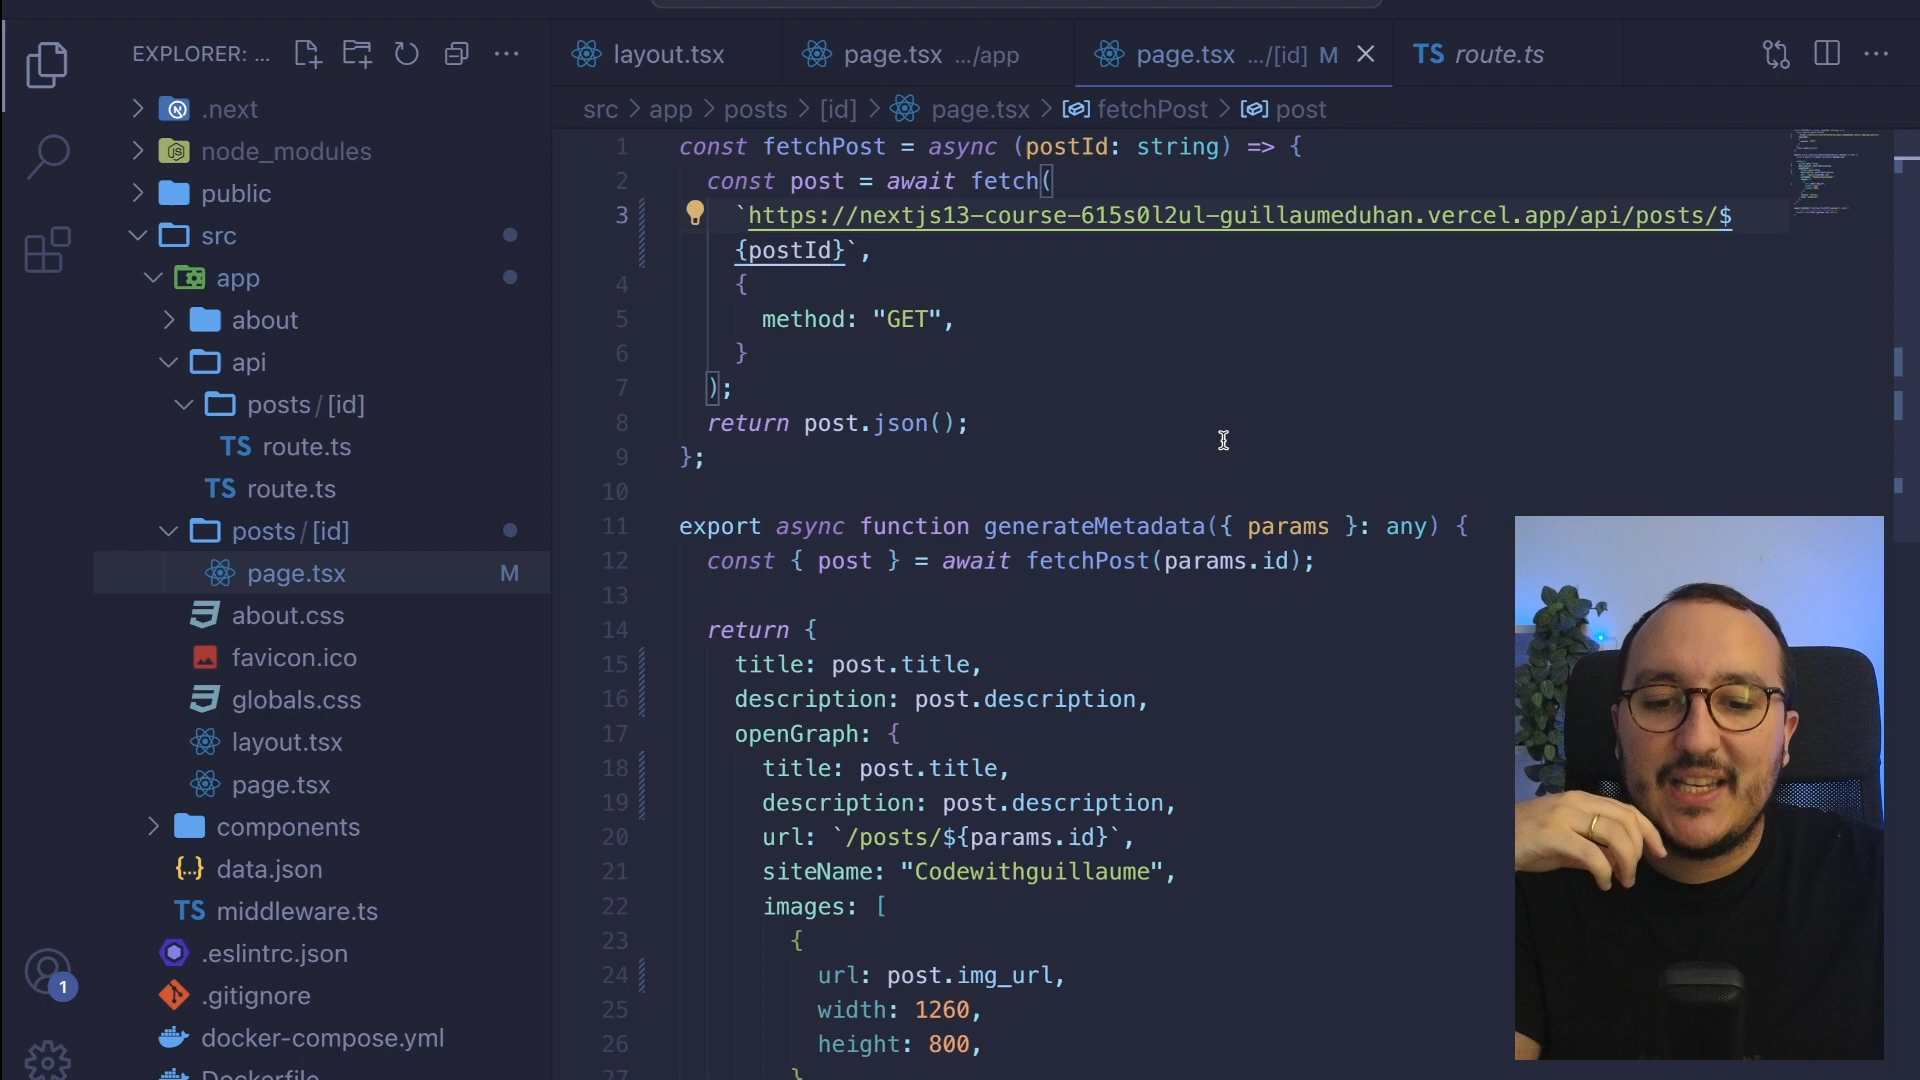 EXPLORER: ...
layout.tsx
page.tsx .../app
page.tsx .../[id] M
TS route.ts
src > app > posts > [id] > page.tsx > fetchPost > post
.next
node_modules
public
src
app
about
api
posts/[id]
TS route.ts
TS route.ts
posts/[id]
page.tsx M
about.css
favicon.ico
globals.css
layout.tsx
page.tsx
components
{..} data.json
TS middleware.ts
.eslintrc.json
.gitignore
docker-compose.yml
Dockerfile
1
1 const fetchPost = async (postId: string) => {
2 const post = await fetch(
3 `https://nextjs13-course-615s0l2ul-guillaumeduhan.vercel.app/api/posts/$
{postId}`,
4 {
5 method: "GET",
6 }
7 );
8 return post.json();
9 };
10
11 export async function generateMetadata({ params }: any) {
12 const { post } = await fetchPost(params.id);
13
14 return {
15 title: post.title,
16 description: post.description,
17 openGraph: {
18 title: post.title,
19 description: post.description,
20 url: `/posts/${params.id}`,
21 siteName: "Codewithguillaume",
22 images: [
23 {
24 url: post.img_url,
25 width: 1260,
26 height: 800,
27 }